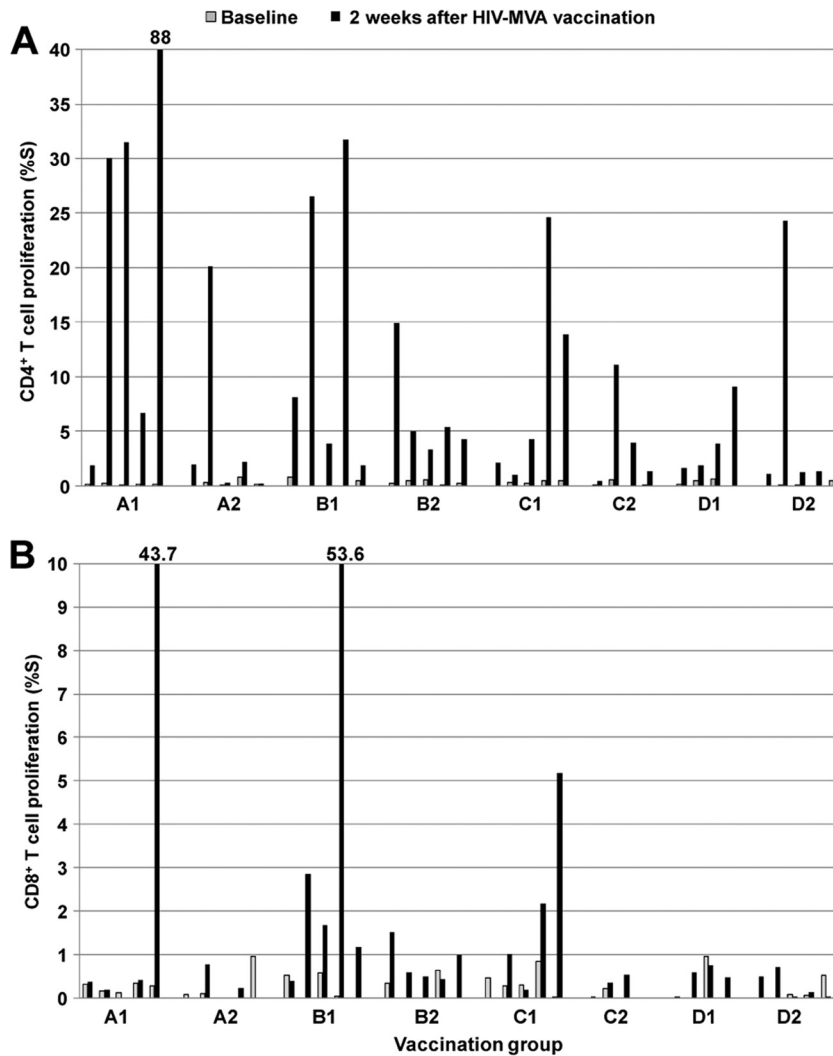 Baseline 2 weeks after HIV-MVA vaccination
A
88
40
35
30
25
20
15
10
5
0
CD4⁺ T cell proliferation (%S)
A1 A2 B1 B2 C1 C2 D1 D2
B
43.7 53.6
10
9
8
7
6
5
4
3
2
1
0
CD8⁺ T cell proliferation (%S)
A1 A2 B1 B2 C1 C2 D1 D2
Vaccination group